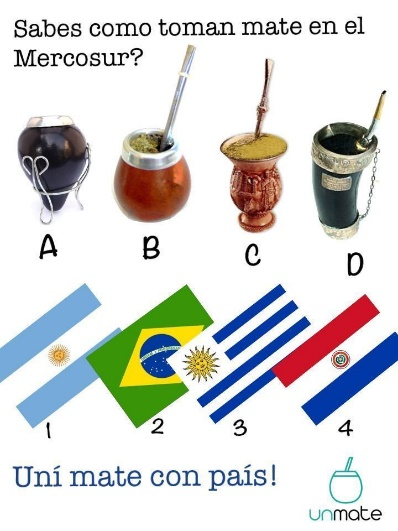 Sabes como toman mate en el
Mercosur?
A
B
C
D
1
2
3
4
Uní mate con país!
unmate